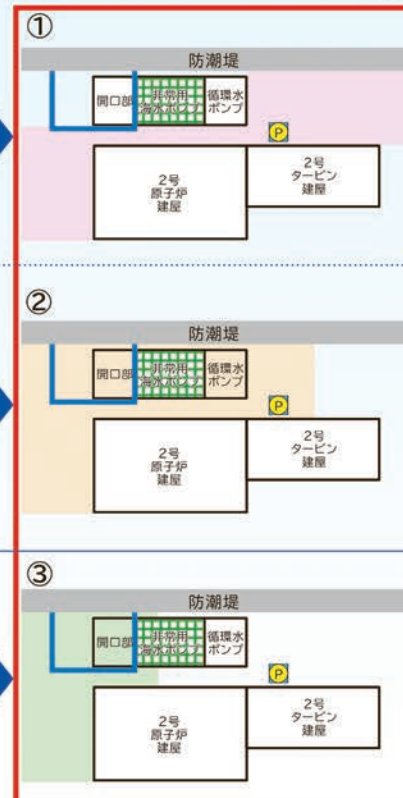 ①
防潮堤
開口部
非常用
海水ポンプ
循環水
ポンプ
P
2号
原子炉
建屋
2号
タービン
建屋
②
防潮堤
開口部
非常用
海水ポンプ
循環水
ポンプ
P
2号
原子炉
建屋
2号
タービン
建屋
③
防潮堤
開口部
非常用
海水ポンプ
循環水
ポンプ
P
2号
原子炉
建屋
2号
タービン
建屋